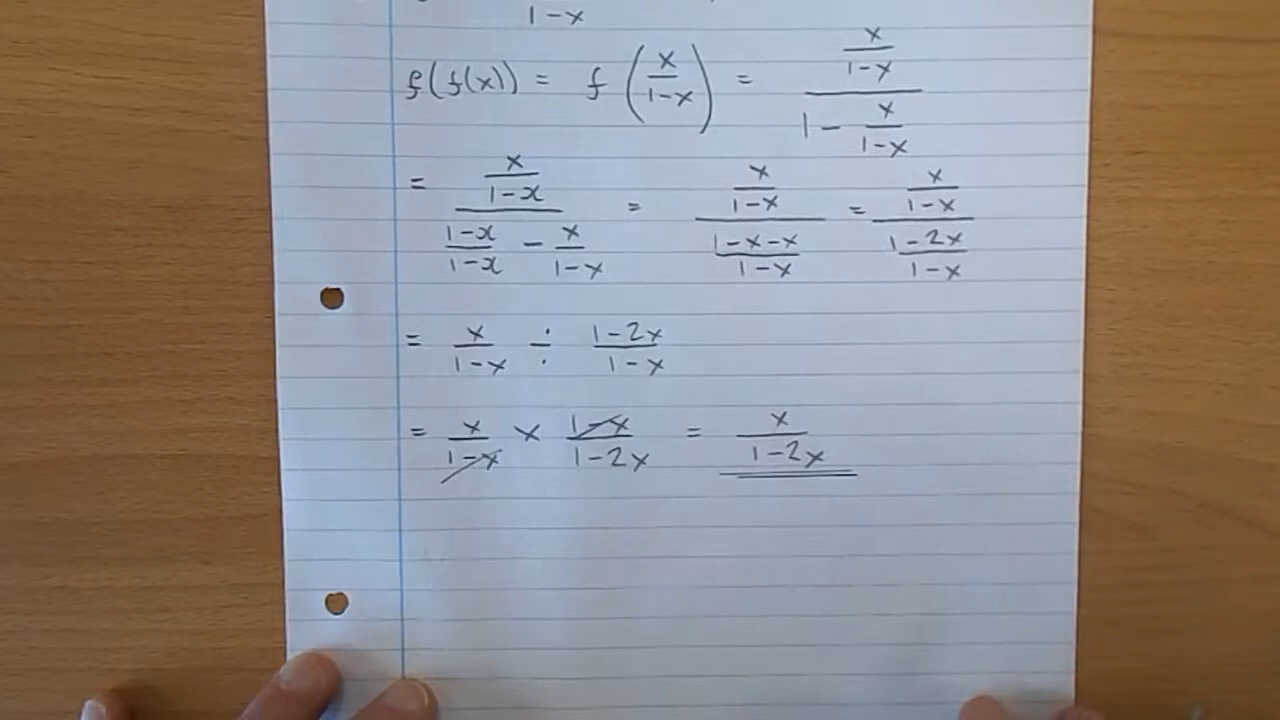 1-x
f(f(x)) = f(x/(1-x)) = (x/(1-x))/(1 - x/(1-x))
= (x/(1-x))/((1-x)/(1-x) - x/(1-x)) = (x/(1-x))/((1-x-x)/(1-x)) = (x/(1-x))/((1-2x)/(1-x))
= x/(1-x) ÷ (1-2x)/(1-x)
= x/(1-x) × (1-x)/(1-2x) = x/(1-2x)